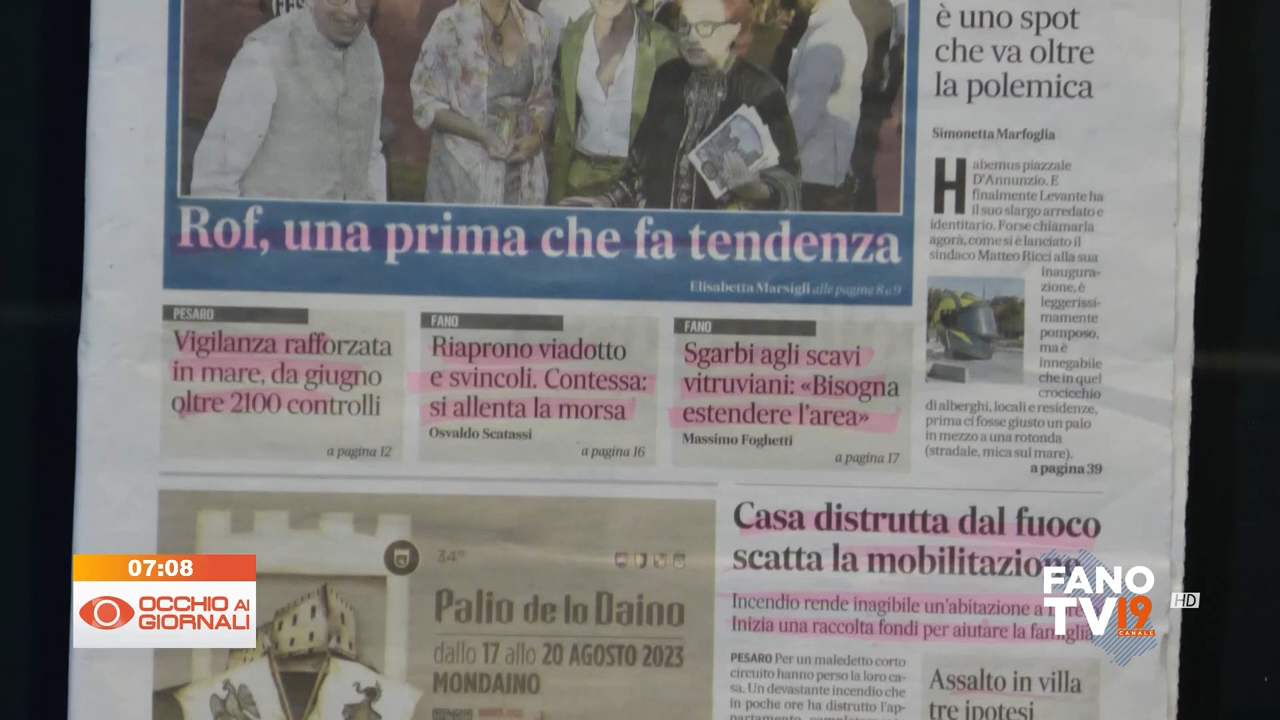 è uno spot
che va oltre
la polemica
Simonetta Marfoglia
Habemus piazzale
D'Annunzio. E
finalmente Levante ha
il suo slargo arredato e
identitario. Forse chiamarla
agorà, come si è lanciato il
sindaco Matteo Ricci alla sua
inaugura-
zione, è
leggerissi-
mamente
pomposo,
ma è
innegabile
che in quel
crocicchio
di alberghi, locali e residenze,
prima ci fosse giusto un palo
in mezzo a una rotonda
(stradale, mica sul mare).
a pagina 39
Rof, una prima che fa tendenza
Elisabetta Marsigli alle pagine 8 e 9
PESARO
Vigilanza rafforzata
in mare, da giugno
oltre 2100 controlli
a pagina 12
FANO
Riaprono viadotto
e svincoli. Contessa:
si allenta la morsa
Osvaldo Scatassi
a pagina 16
FANO
Sgarbi agli scavi
vitruviani: «Bisogna
estendere l'area»
Massimo Foghetti
a pagina 17
34°
Palio de lo Daino
dallo 17 allo 20 AGOSTO 2023
MONDAINO
Casa distrutta dal fuoco
scatta la mobilitazione
Incendio rende inagibile un'abitazione a
Inizia una raccolta fondi per aiutare la famiglia
PESARO Per un maledetto corto
circuito hanno perso la loro ca-
sa. Un devastante incendio che
in poche ore ha distrutto l'ap-
partamento
Assalto in villa
tre ipotesi
07:08
OCCHIO AI
GIORNALI
FANO
TV 19
CANALE
HD